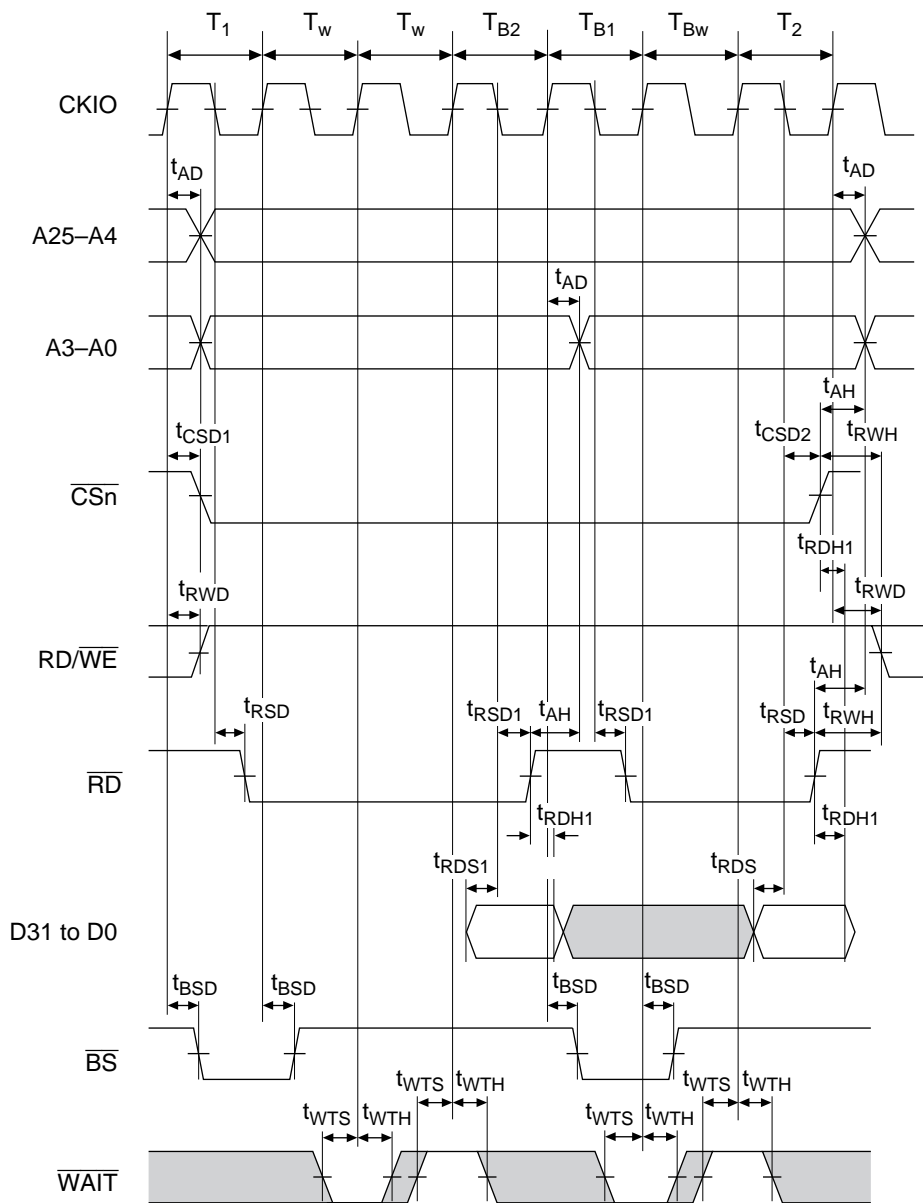 T1 Tw Tw TB2 TB1 TBw T2
CKIO
tAD tAD
A25–A4
tAD
A3–A0
tAH
tCSD1 tCSD2 tRWH
CSn
tRDH1
tRWD tRWD
RD/WE
tAH
tRSD tRSD1 tAH tRSD1 tRSD tRWH
RD
tRDH1 tRDH1
tRDS1 tRDS
D31 to D0
tBSD tBSD tBSD tBSD
BS
tWTS tWTH tWTS tWTH
tWTS tWTH tWTS tWTH
WAIT